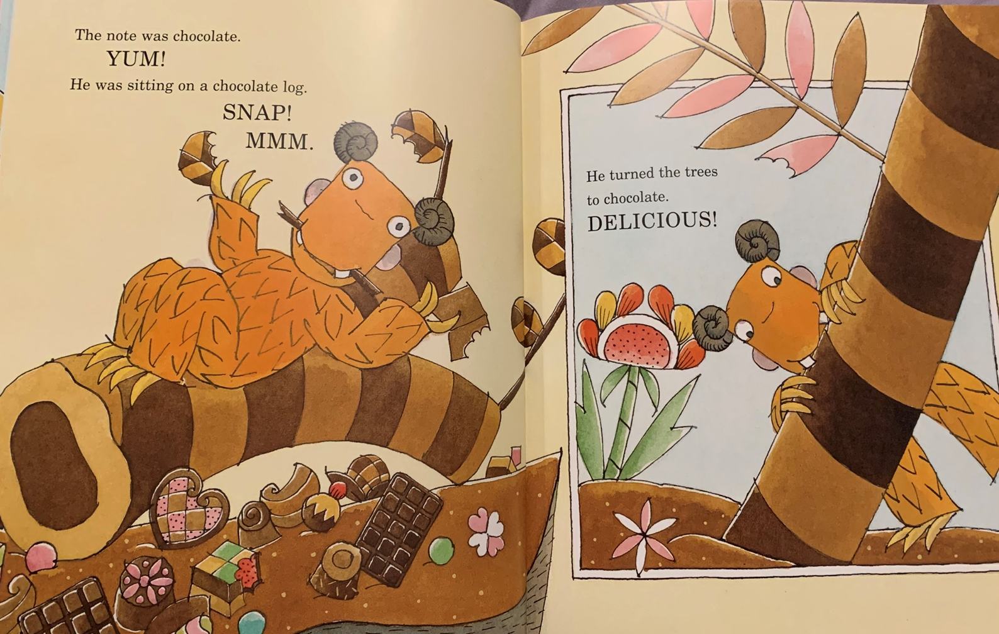 The note was chocolate.
YUM!
He was sitting on a chocolate log.
SNAP!
MMM.
He turned the trees
to chocolate.
DELICIOUS!